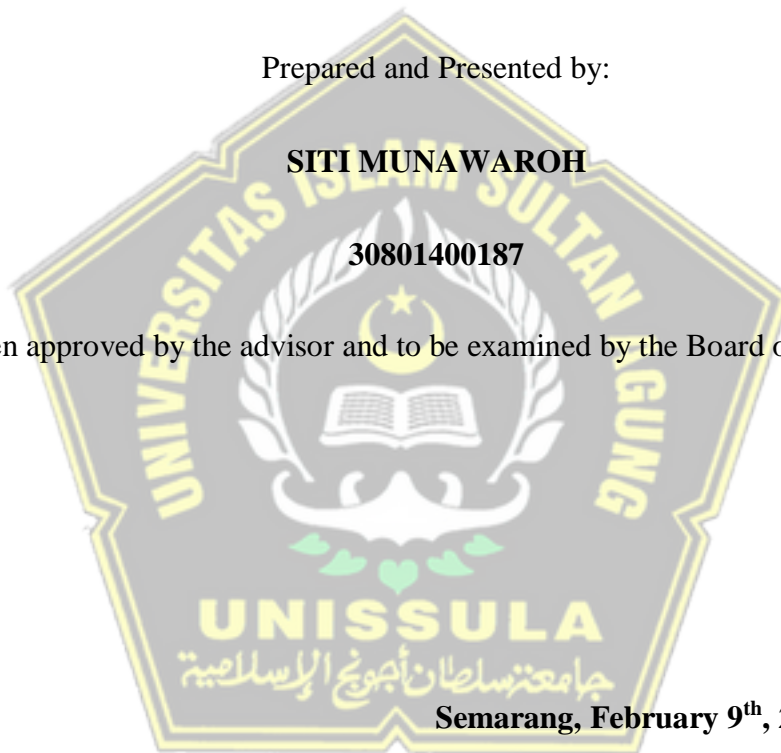 Prepared and Presented by:
SITI MUNAWAROH
30801400187
approved by the advisor and to be examined by the Board
Semarang, February 9th,
UNIVERSITAS ISLAM SULTAN AGUNG
UNISSULA
جامعة سلطان أجونج الإسلامية